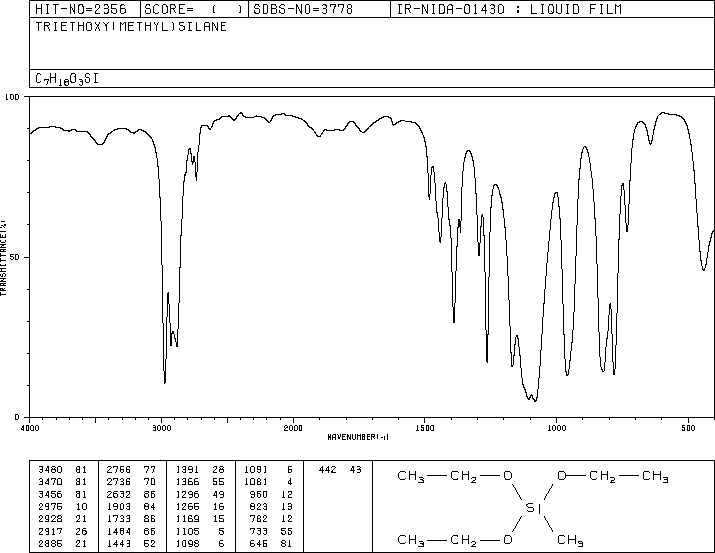 HIT-NO=2356 SCORE= ( ) SDBS-NO=3778 IR-NIDA-01430 : LIQUID FILM
TRIETHOXY(METHYL)SILANE
C7H18O3SI
100
50
0
TRANSMITTANCE(%)
4000 3000 2000 1500 1000 500
WAVENUMBER(-1)
3480 81 2766 77 1391 28 1091 5 442 43
3470 81 2736 70 1366 55 1081 4
3456 81 2632 86 1296 49 960 12
2975 10 1903 84 1265 16 823 13
2928 21 1733 86 1169 15 782 12
2917 26 1484 66 1105 5 733 55
2885 21 1443 52 1098 6 646 81
CH3 CH2 O O CH2 CH3
SI
CH3 CH2 O CH3